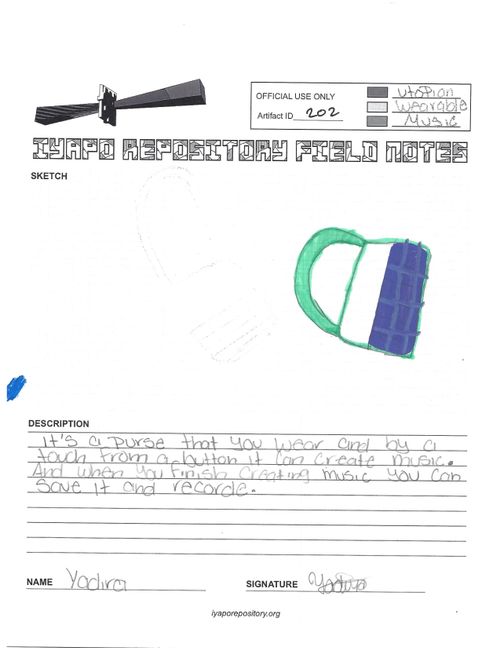 OFFICIAL USE ONLY
Artifact ID 202
utopian
Wearable
Music
IYAPO REPOSITORY FIELD NOTES
SKETCH
DESCRIPTION
It's a purse that you wear and by a
touch from a button it can create music.
And when you finish creating music you can
save it and recorde.
NAME Yadira
SIGNATURE
iyaporepository.org